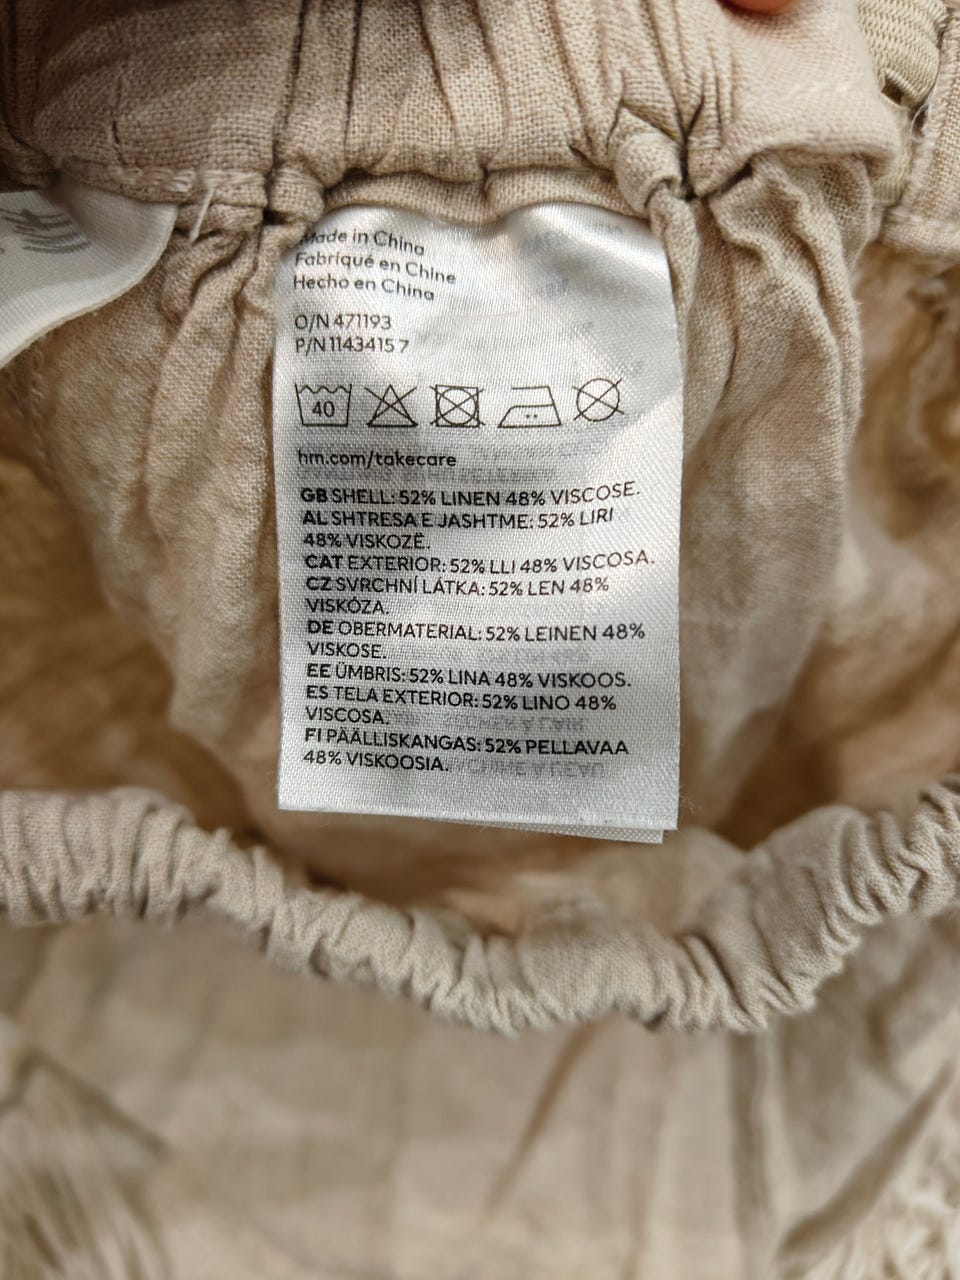 Made in China
Fabriqué en Chine
Hecho en China
O/N 471193
P/N 11434157
40
hm.com/takecare
GB SHELL: 52% LINEN 48% VISCOSE.
AL SHTRESA E JASHTME: 52% LIRI
48% VISKOZË.
CAT EXTERIOR: 52% LLI 48% VISCOSA.
CZ SVRCHNÍ LÁTKA: 52% LEN 48%
VISKÓZA.
DE OBERMATERIAL: 52% LEINEN 48%
VISKOSE.
EE ÜMBRIS: 52% LINA 48% VISKOOS.
ES TELA EXTERIOR: 52% LINO 48%
VISCOSA.
FI PÄÄLLISKANGAS: 52% PELLAVAA
48% VISKOOSIA.